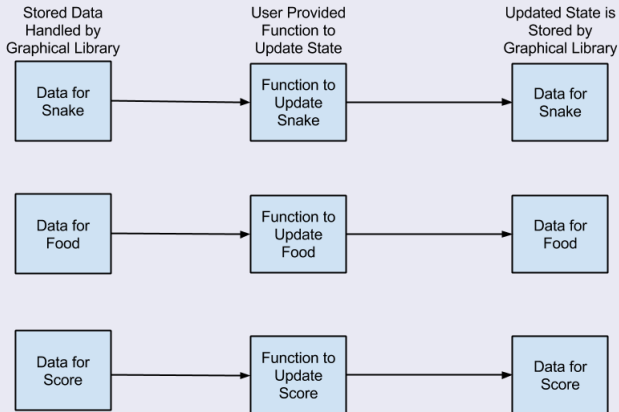 Stored Data
Handled by
Graphical Library
User Provided
Function to
Update State
Updated State is
Stored by
Graphical Library
Data for
Snake
Function to
Update
Snake
Data for
Snake
Data for
Food
Function to
Update
Food
Data for
Food
Data for
Score
Function to
Update
Score
Data for
Score